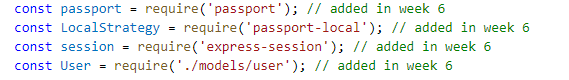 const passport = require('passport'); // added in week 6
const LocalStrategy = require('passport-local'); // added in week 6
const session = require('express-session'); // added in week 6
const User = require('./models/user'); // added in week 6